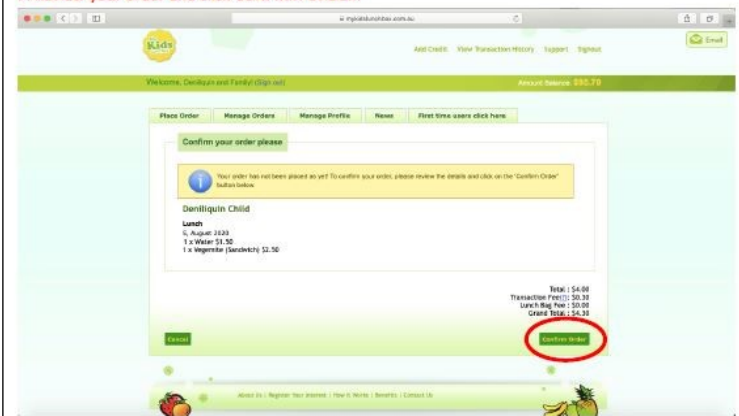 mykidslunchbox.com.au
Email
Kids
Add Credit View Transaction History Support Signout
Welcome, Deniliquin and Family! (Sign out)
Amount Balance
Place Order Manage Orders Manage Profile News First time users click here
Confirm your order please
Your order has not been placed as yet! To confirm your order, please review the details and click on the 'Confirm Order'
button below.
Deniliquin Child
Lunch
5, August 2020
1 x Water $1.50
1 x Vegemite (Sandwich) $2.50
Total : $4.00
Transaction Fee : $0.30
Lunch Bag Fee : $0.00
Grand Total : $4.30
Cancel
Confirm Order
About Us | Register Your Interest | How It Works | Benefits | Contact Us